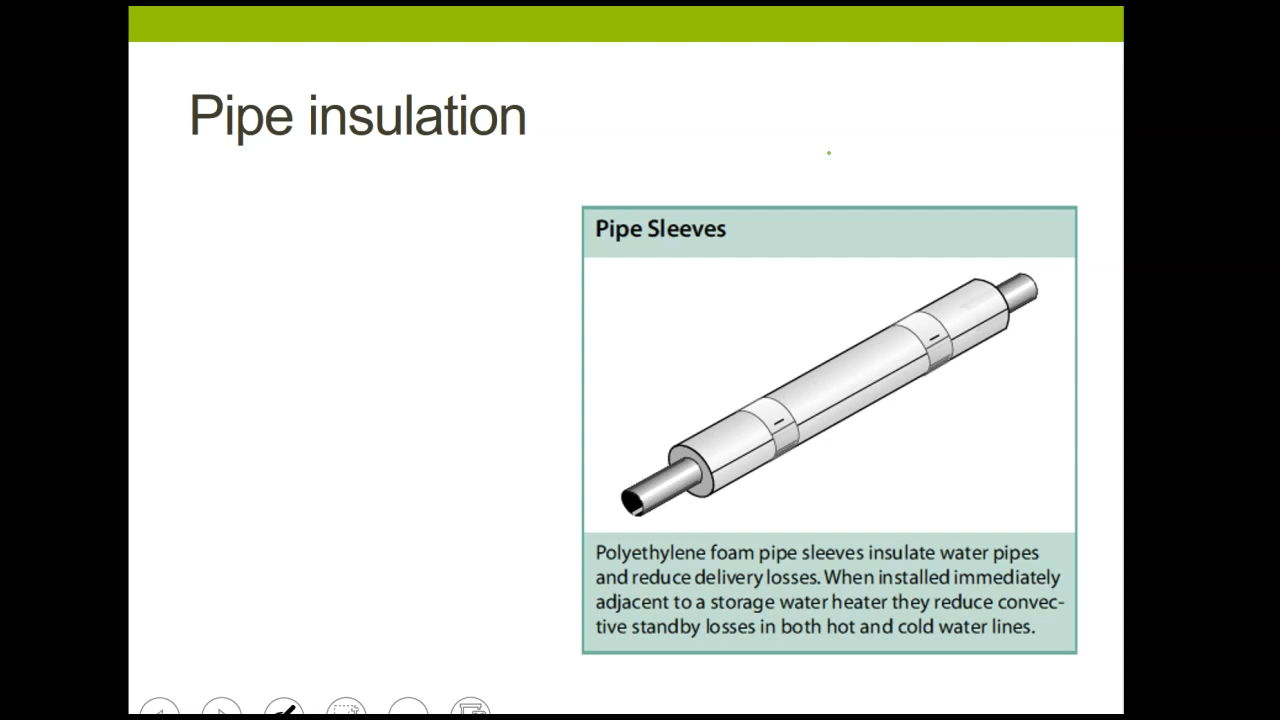 Pipe insulation
Pipe Sleeves
Polyethylene foam pipe sleeves insulate water pipes
and reduce delivery losses. When installed immediately
adjacent to a storage water heater they reduce convec-
tive standby losses in both hot and cold water lines.